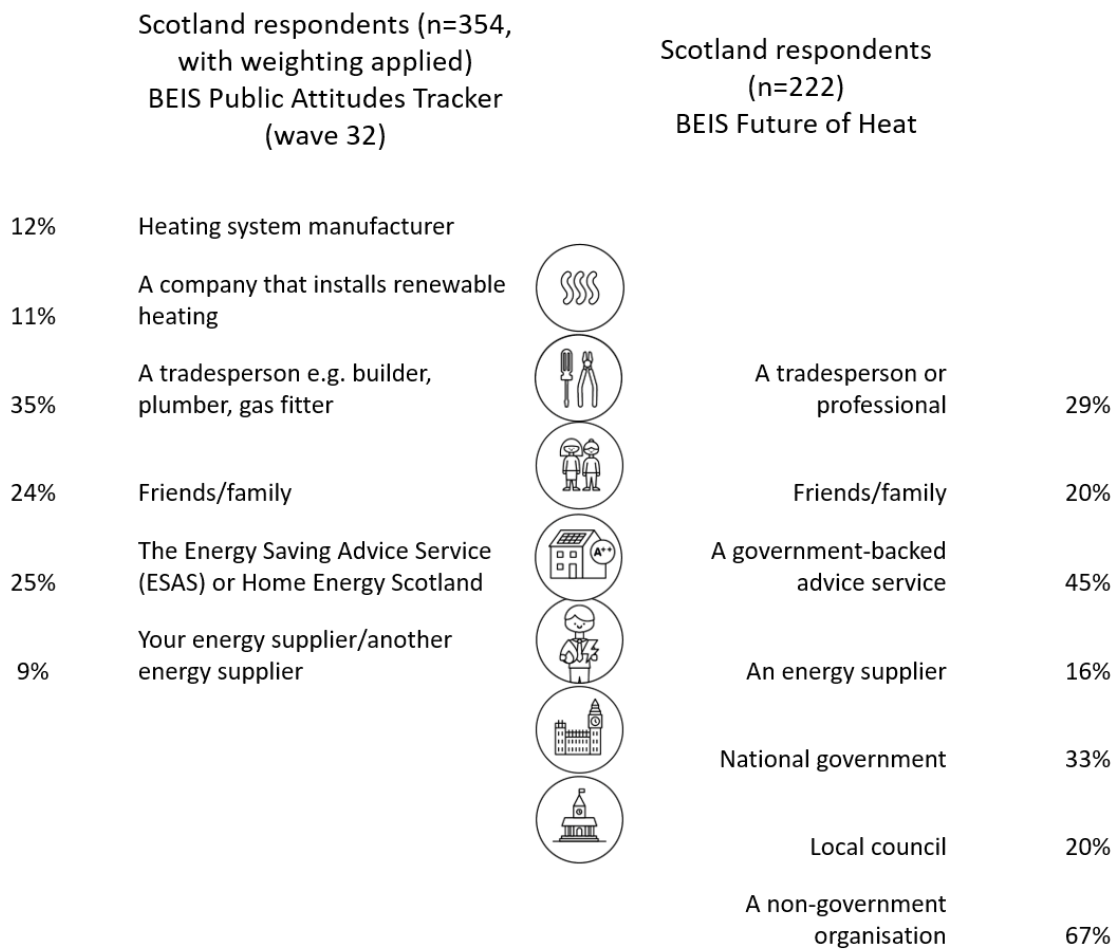 Scotland respondents (n=354,
with weighting applied)
BEIS Public Attitudes Tracker
(wave 32)
Scotland respondents
(n=222)
BEIS Future of Heat
12% Heating system manufacturer
A company that installs renewable
11% heating
A tradesperson e.g. builder,
35% plumber, gas fitter
A tradesperson or
professional 29%
24% Friends/family
Friends/family 20%
The Energy Saving Advice Service
25% (ESAS) or Home Energy Scotland
A++
A government-backed
advice service 45%
Your energy supplier/another
9% energy supplier
An energy supplier 16%
National government 33%
Local council 20%
A non-government
organisation 67%